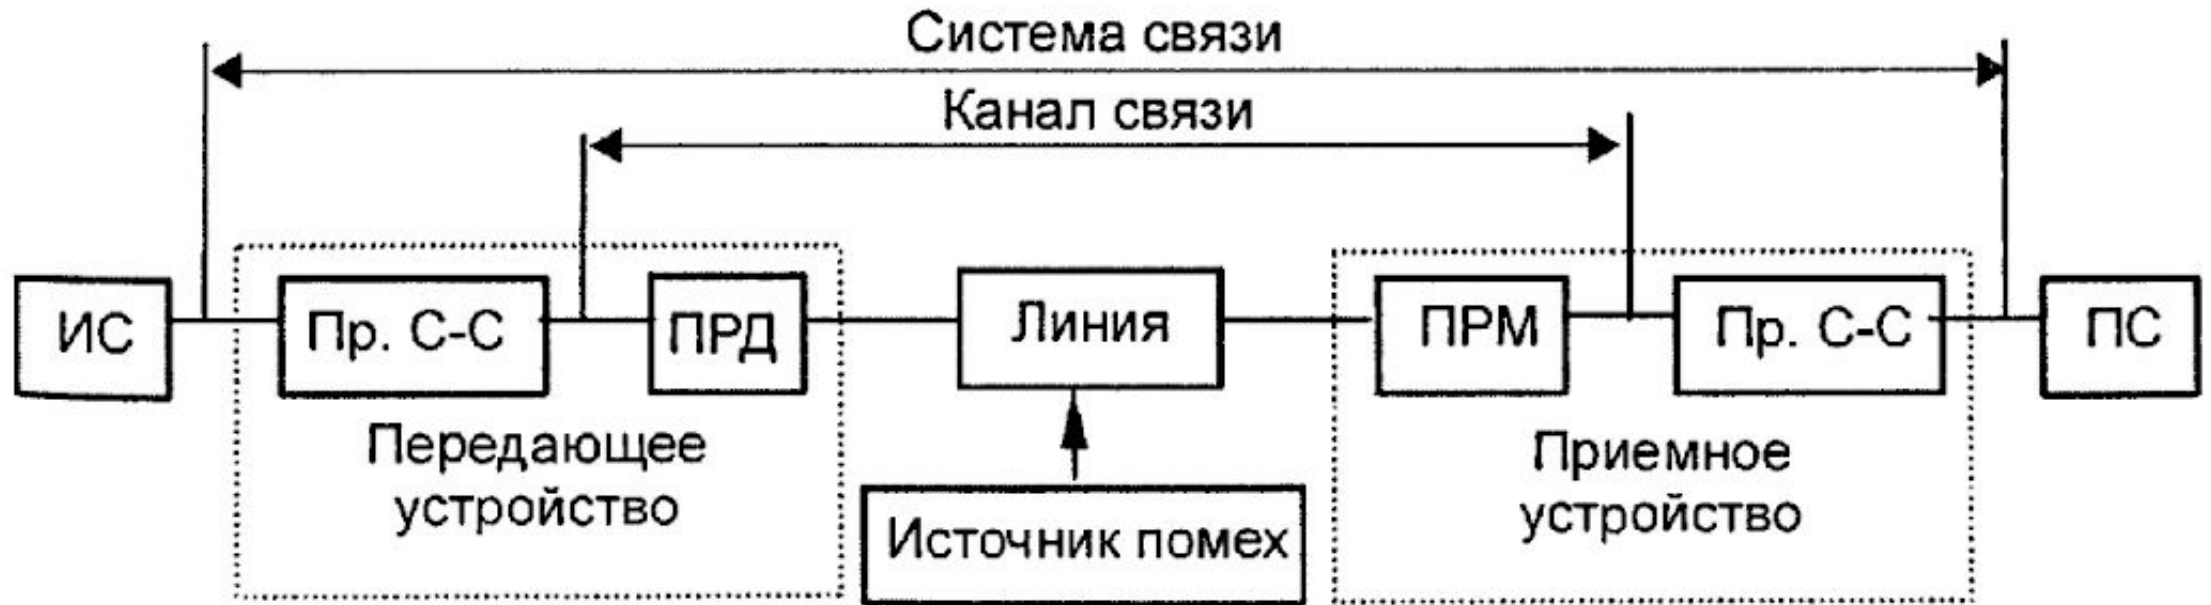 Система связи
Канал связи
ИС
Пр. С-С
ПРД
Линия
ПРМ
Пр. С-С
ПС
Передающее
устройство
Приемное
устройство
Источник помех